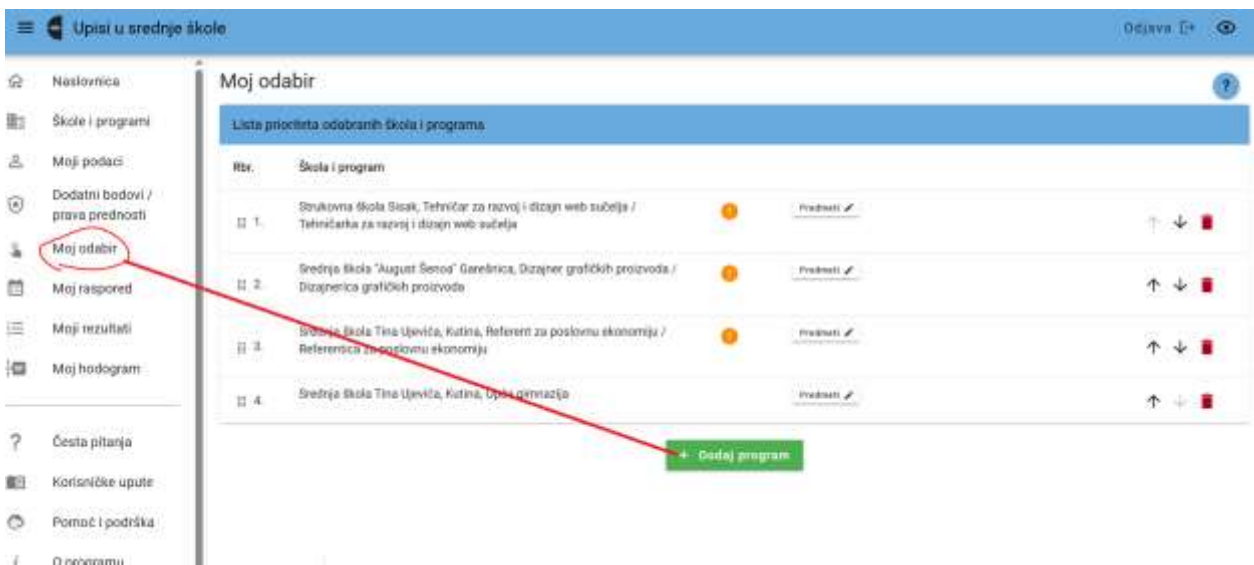 Upisi u srednje škole
Odjava
Naslovnica
Škole i programi
Moji podaci
Dodatni bodovi /
prava prednosti
Moj odabir
Moj raspored
Moji rezultati
Moj hodogram
Česta pitanja
Korisničke upute
Pomoć i podrška
O programu
Moj odabir
?
Lista prioriteta odabranih škola i programa
Rbr. Škola i program
1. Strukovna škola Sisak, Tehničar za razvoj i dizajn web sučelja /
Tehničarka za razvoj i dizajn web sučelja
Predmeti
2. Srednja škola "August Šenoa" Garešnica, Dizajner grafičkih proizvoda /
Dizajnerica grafičkih proizvoda
Predmeti
3. Srednja škola Tina Ujevića, Kutina, Referent za poslovnu ekonomiju /
Referentica za poslovnu ekonomiju
Predmeti
4. Srednja škola Tina Ujevića, Kutina, Opća gimnazija
Predmeti
+ Dodaj program